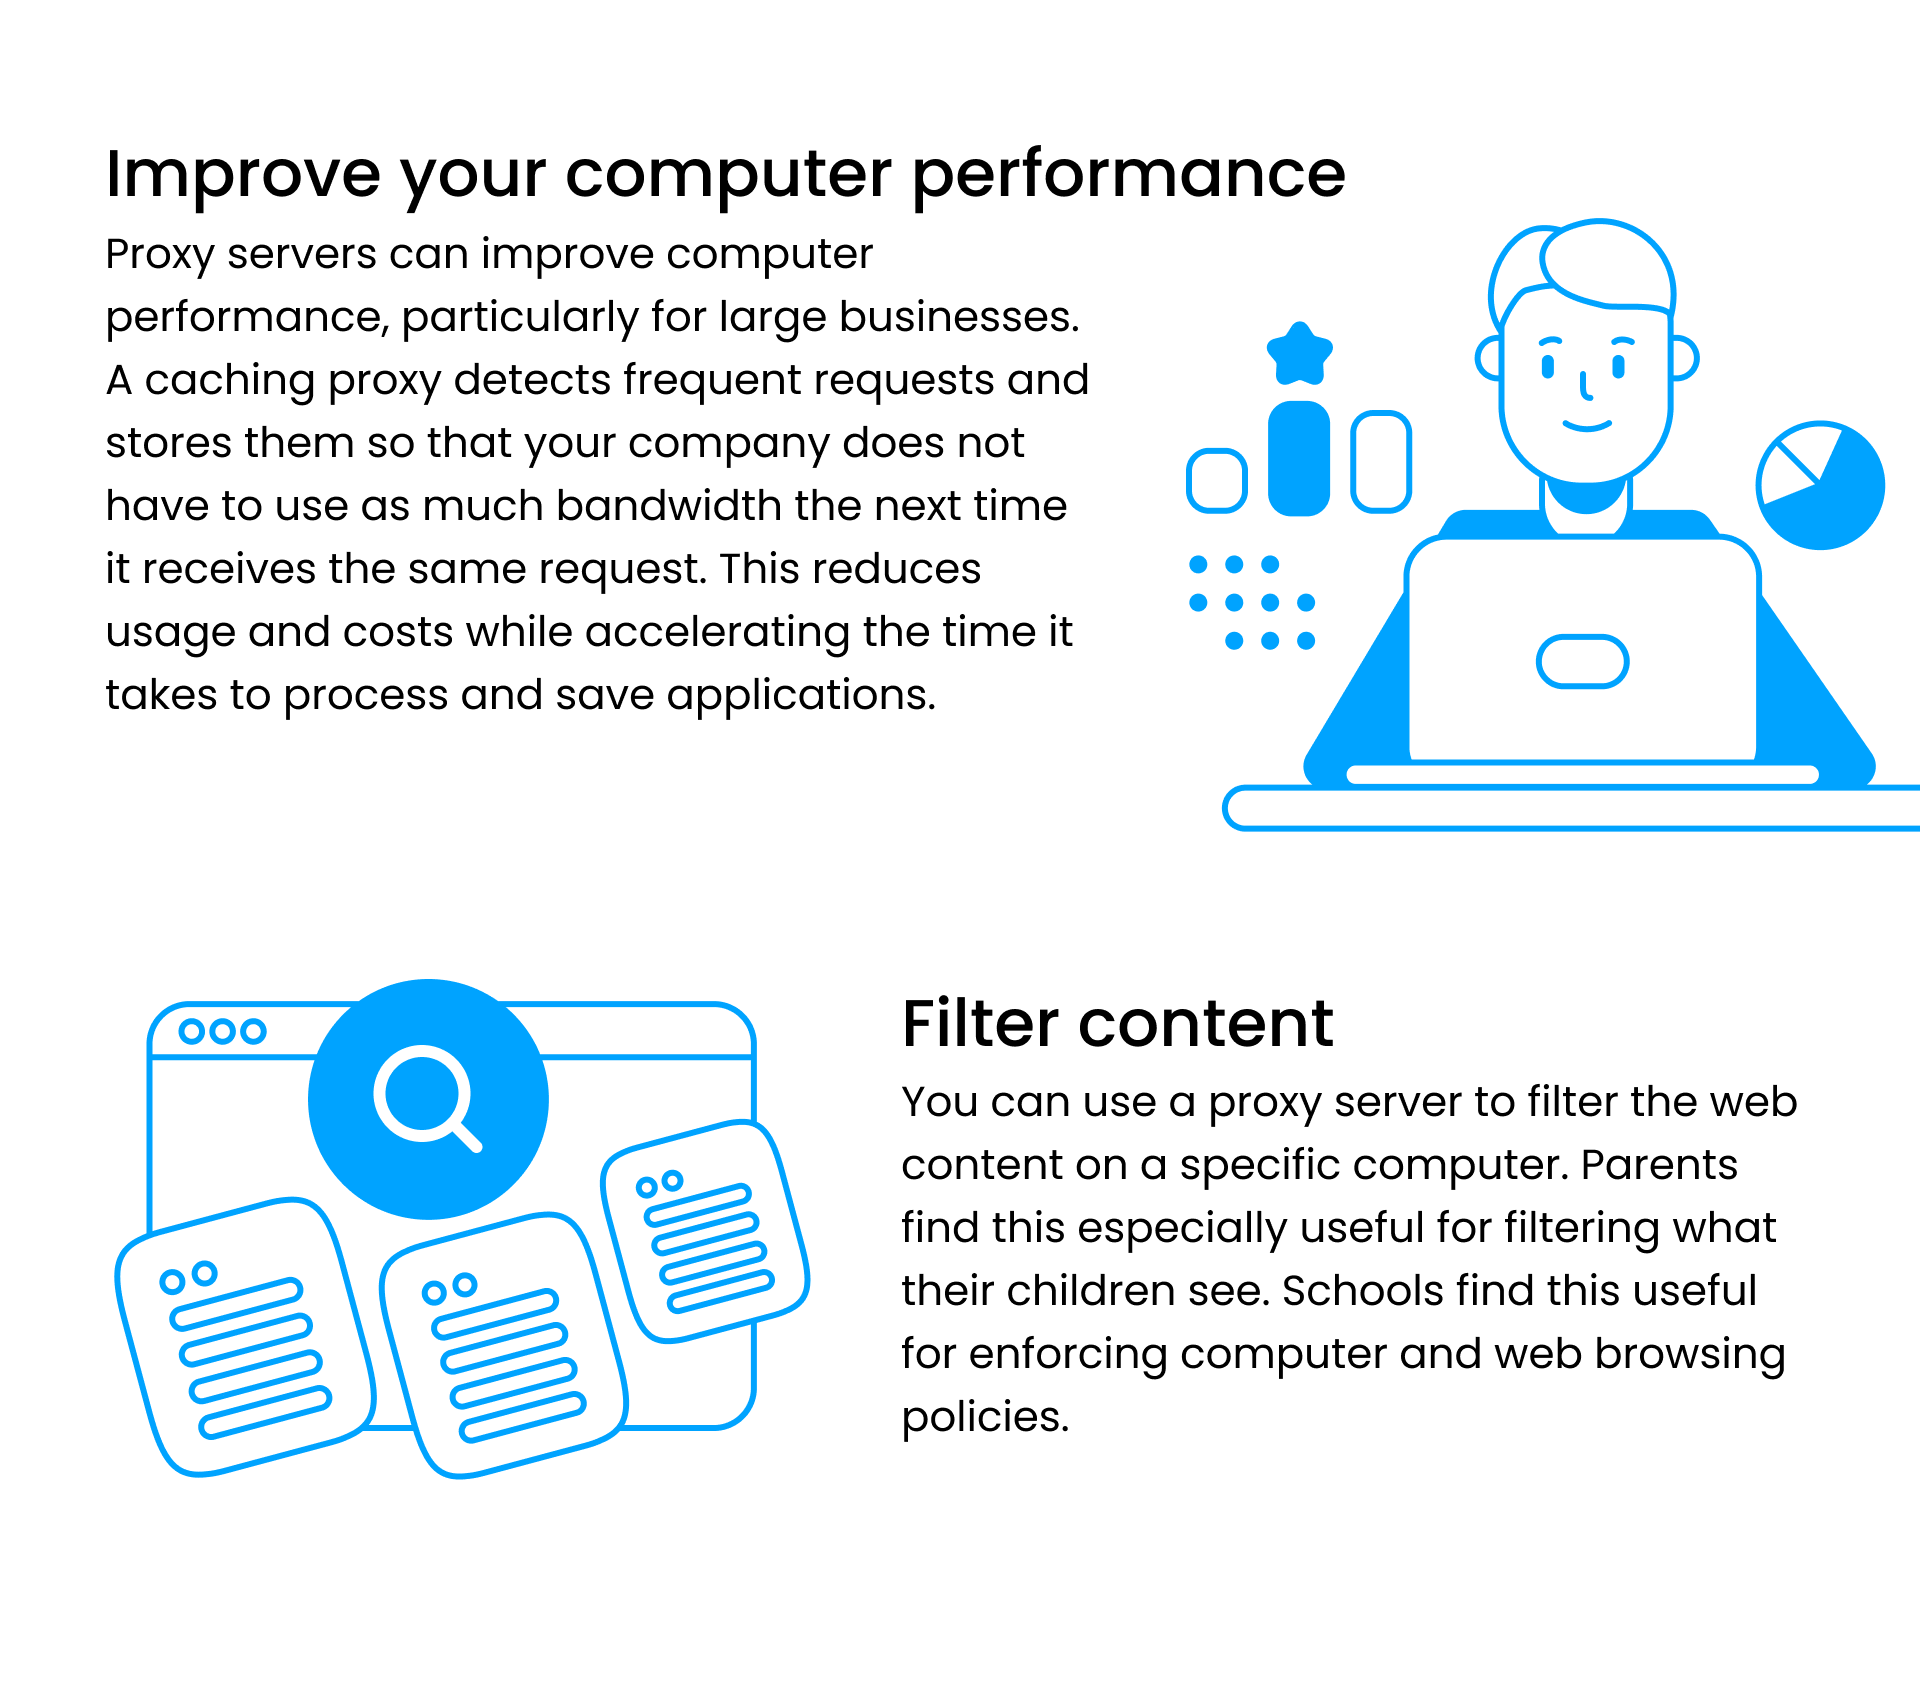 Improve your computer performance
Proxy servers can improve computer
performance, particularly for large businesses.
A caching proxy detects frequent requests and
stores them so that your company does not
have to use as much bandwidth the next time
it receives the same request. This reduces
usage and costs while accelerating the time it
takes to process and save applications.
Filter content
You can use a proxy server to filter the web
content on a specific computer. Parents
find this especially useful for filtering what
their children see. Schools find this useful
for enforcing computer and web browsing
policies.